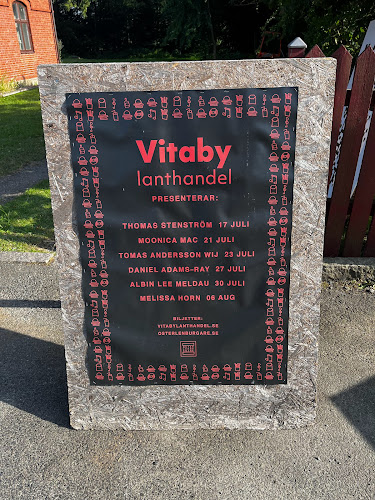 Vitaby
lanthandel
PRESENTERAR:
THOMAS STENSTRÖM 17 JULI
MOONICA MAC 21 JULI
TOMAS ANDERSSON WIJ 23 JULI
DANIEL ADAMS-RAY 27 JULI
ALBIN LEE MELDAU 30 JULI
MELISSA HORN 06 AUG
BILJETTER:
VITABYLANTHANDEL.SE
OSTERLENBURGARE.SE